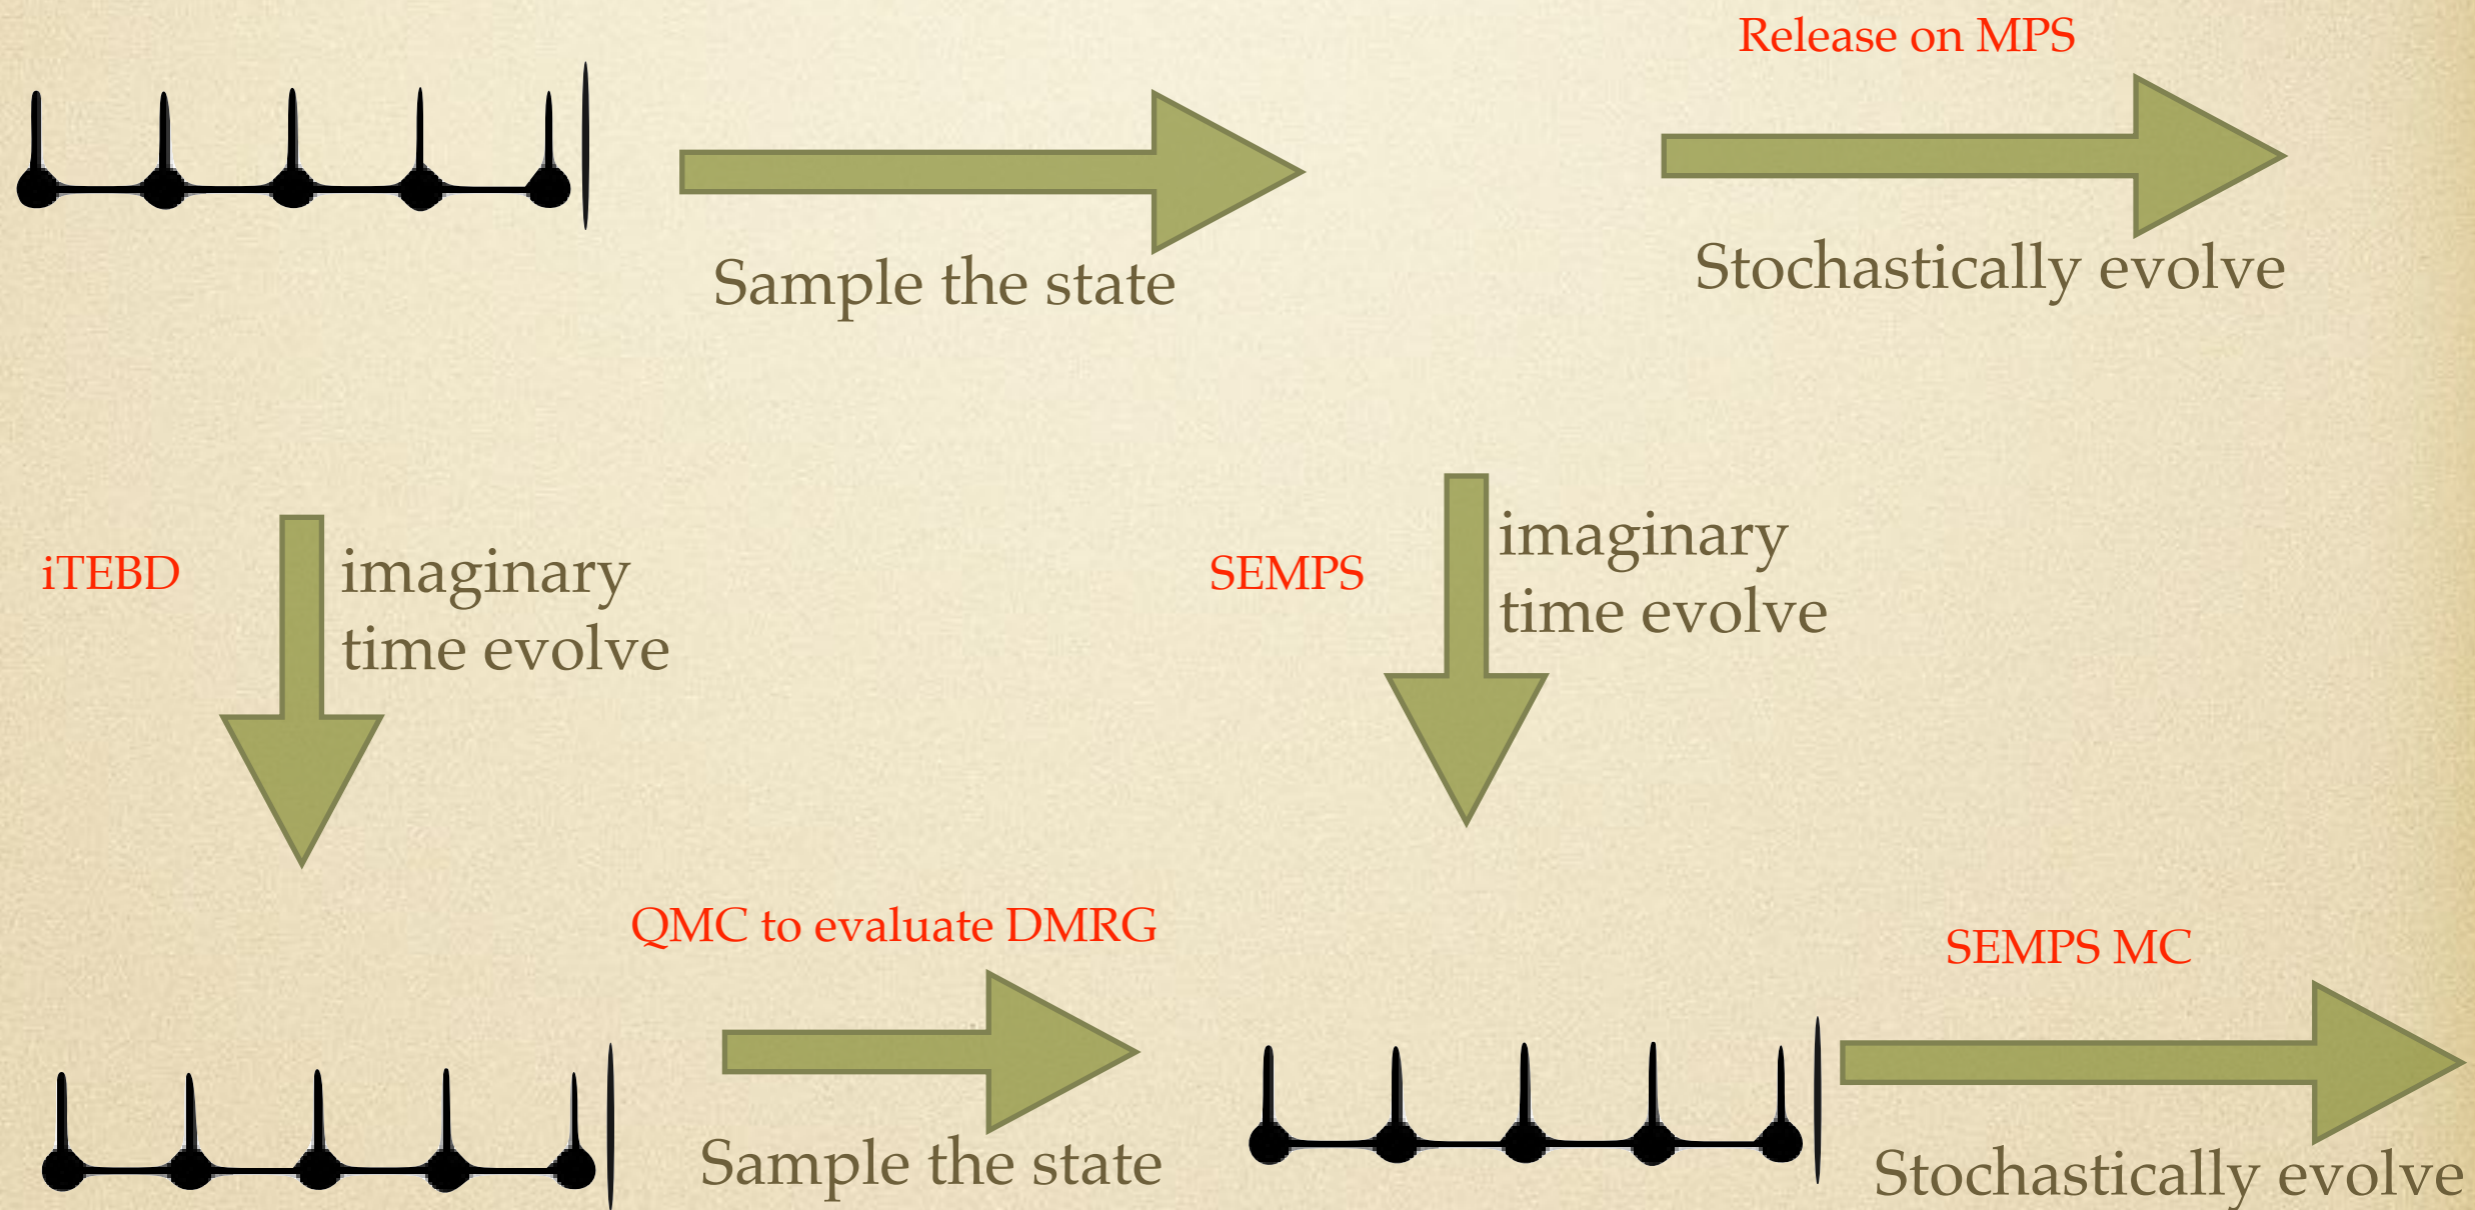 Release on MPS
Sample the state
Stochastically evolve
iTEBD
imaginary
time evolve
SEMPS
imaginary
time evolve
QMC to evaluate DMRG
SEMPS MC
Sample the state
Stochastically evolve